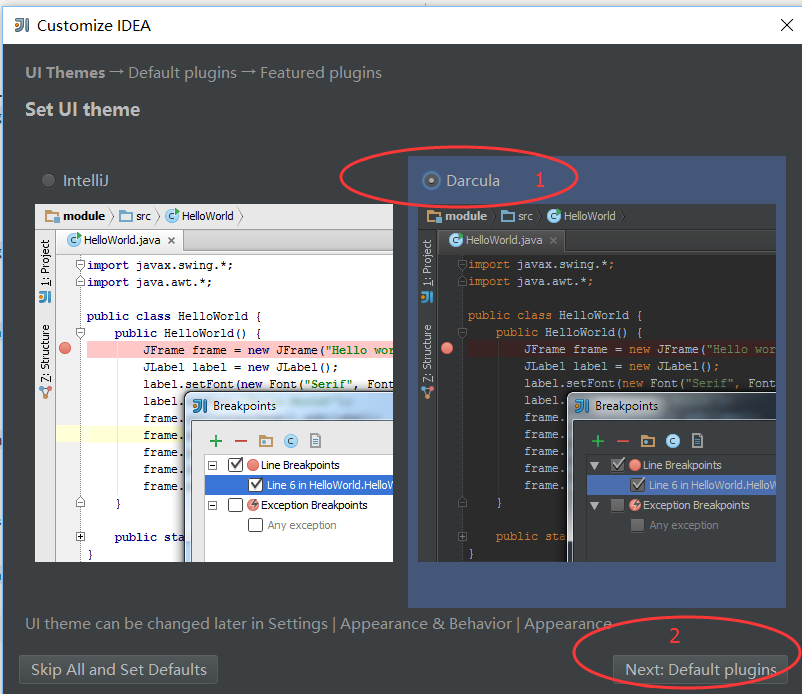 Customize IDEA
UI Themes → Default plugins → Featured plugins
Set UI theme
IntelliJ
module src HelloWorld
HelloWorld.java
1: Project
Z: Structure
import javax.swing.*;
import java.awt.*;
public class HelloWorld {
public HelloWorld() {
JFrame frame = new JFrame("Hello wor
JLabel label = new JLabel();
label.setFont(new Font("Serif", Font
label.
frame.
frame.
frame.
frame.
frame.
}
public sta
}
Breakpoints
Line Breakpoints
Line 6 in HelloWorld.HelloW
Exception Breakpoints
Any exception
Darcula 1
module src HelloWorld
HelloWorld.java
1: Project
Z: Structure
import javax.swing.*;
import java.awt.*;
public class HelloWorld {
public HelloWorld() {
JFrame frame = new JFrame("Hello wor
JLabel label = new JLabel();
label.setFont(new Font("Serif", Font
label.
frame.
frame.
frame.
frame.
frame.
}
public sta
}
Breakpoints
Line Breakpoints
Line 6 in HelloWorld.HelloW
Exception Breakpoints
Any exception
UI theme can be changed later in Settings | Appearance & Behavior | Appearance
2
Skip All and Set Defaults
Next: Default plugins